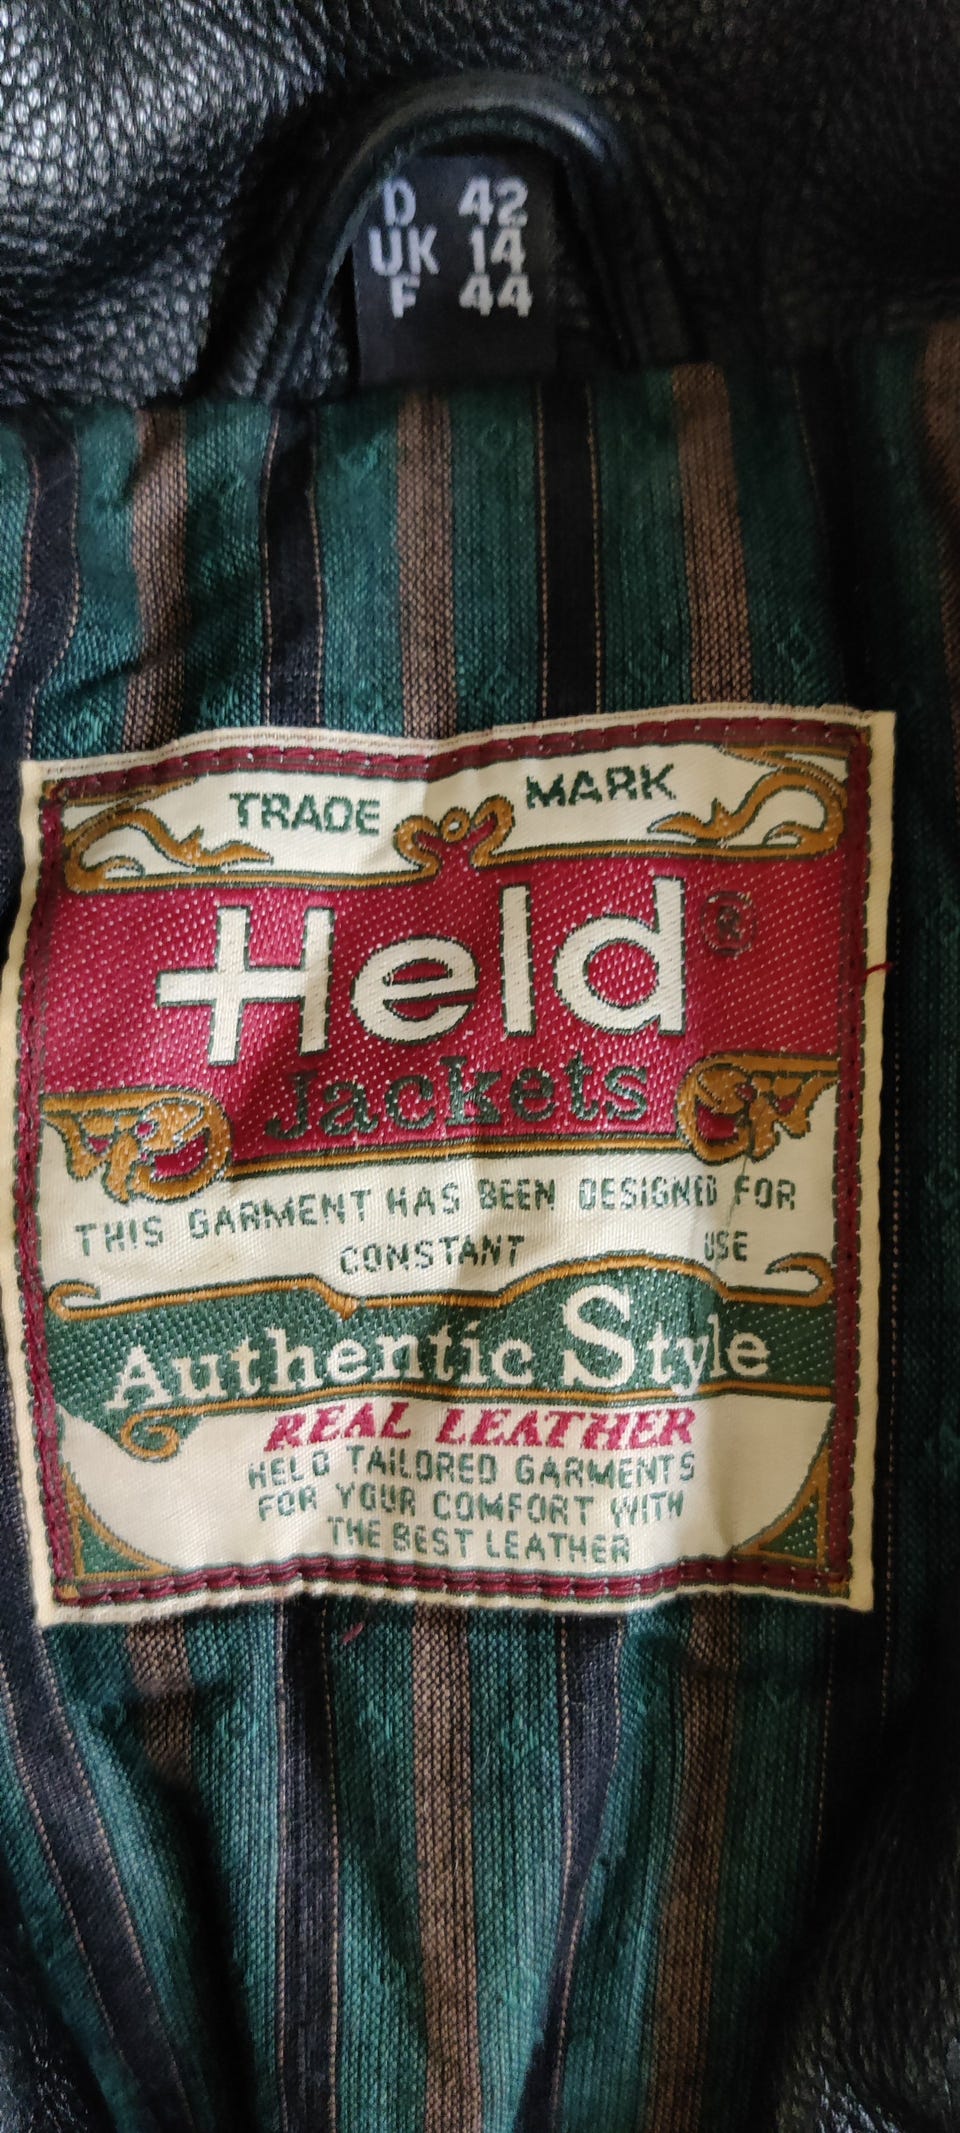 D 42
UK 14
F 44
TRADE MARK
Held ®
Jackets
THIS GARMENT HAS BEEN DESIGNED FOR
CONSTANT USE
Authentic Style
REAL LEATHER
HELD TAILORED GARMENTS
FOR YOUR COMFORT WITH
THE BEST LEATHER